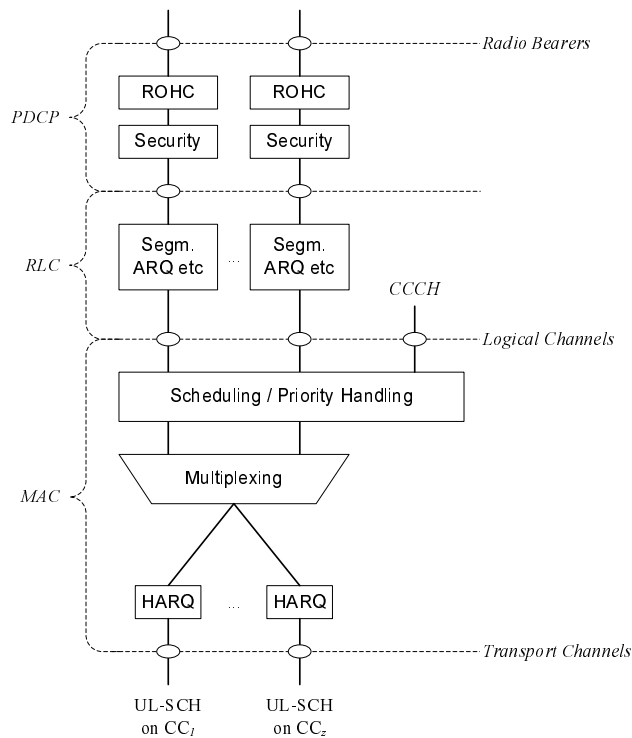 Radio Bearers
ROHC
ROHC
PDCP
Security
Security
Segm.
ARQ etc
...
Segm.
ARQ etc
RLC
CCCH
Logical Channels
Scheduling / Priority Handling
Multiplexing
MAC
HARQ
...
HARQ
Transport Channels
UL-SCH
on CC1
UL-SCH
on CCz